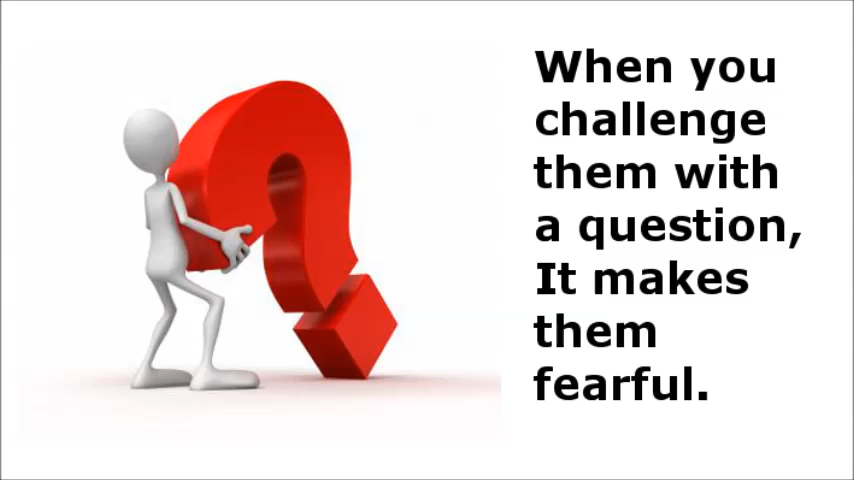 When you
challenge
them with
a question,
It makes
them
fearful.